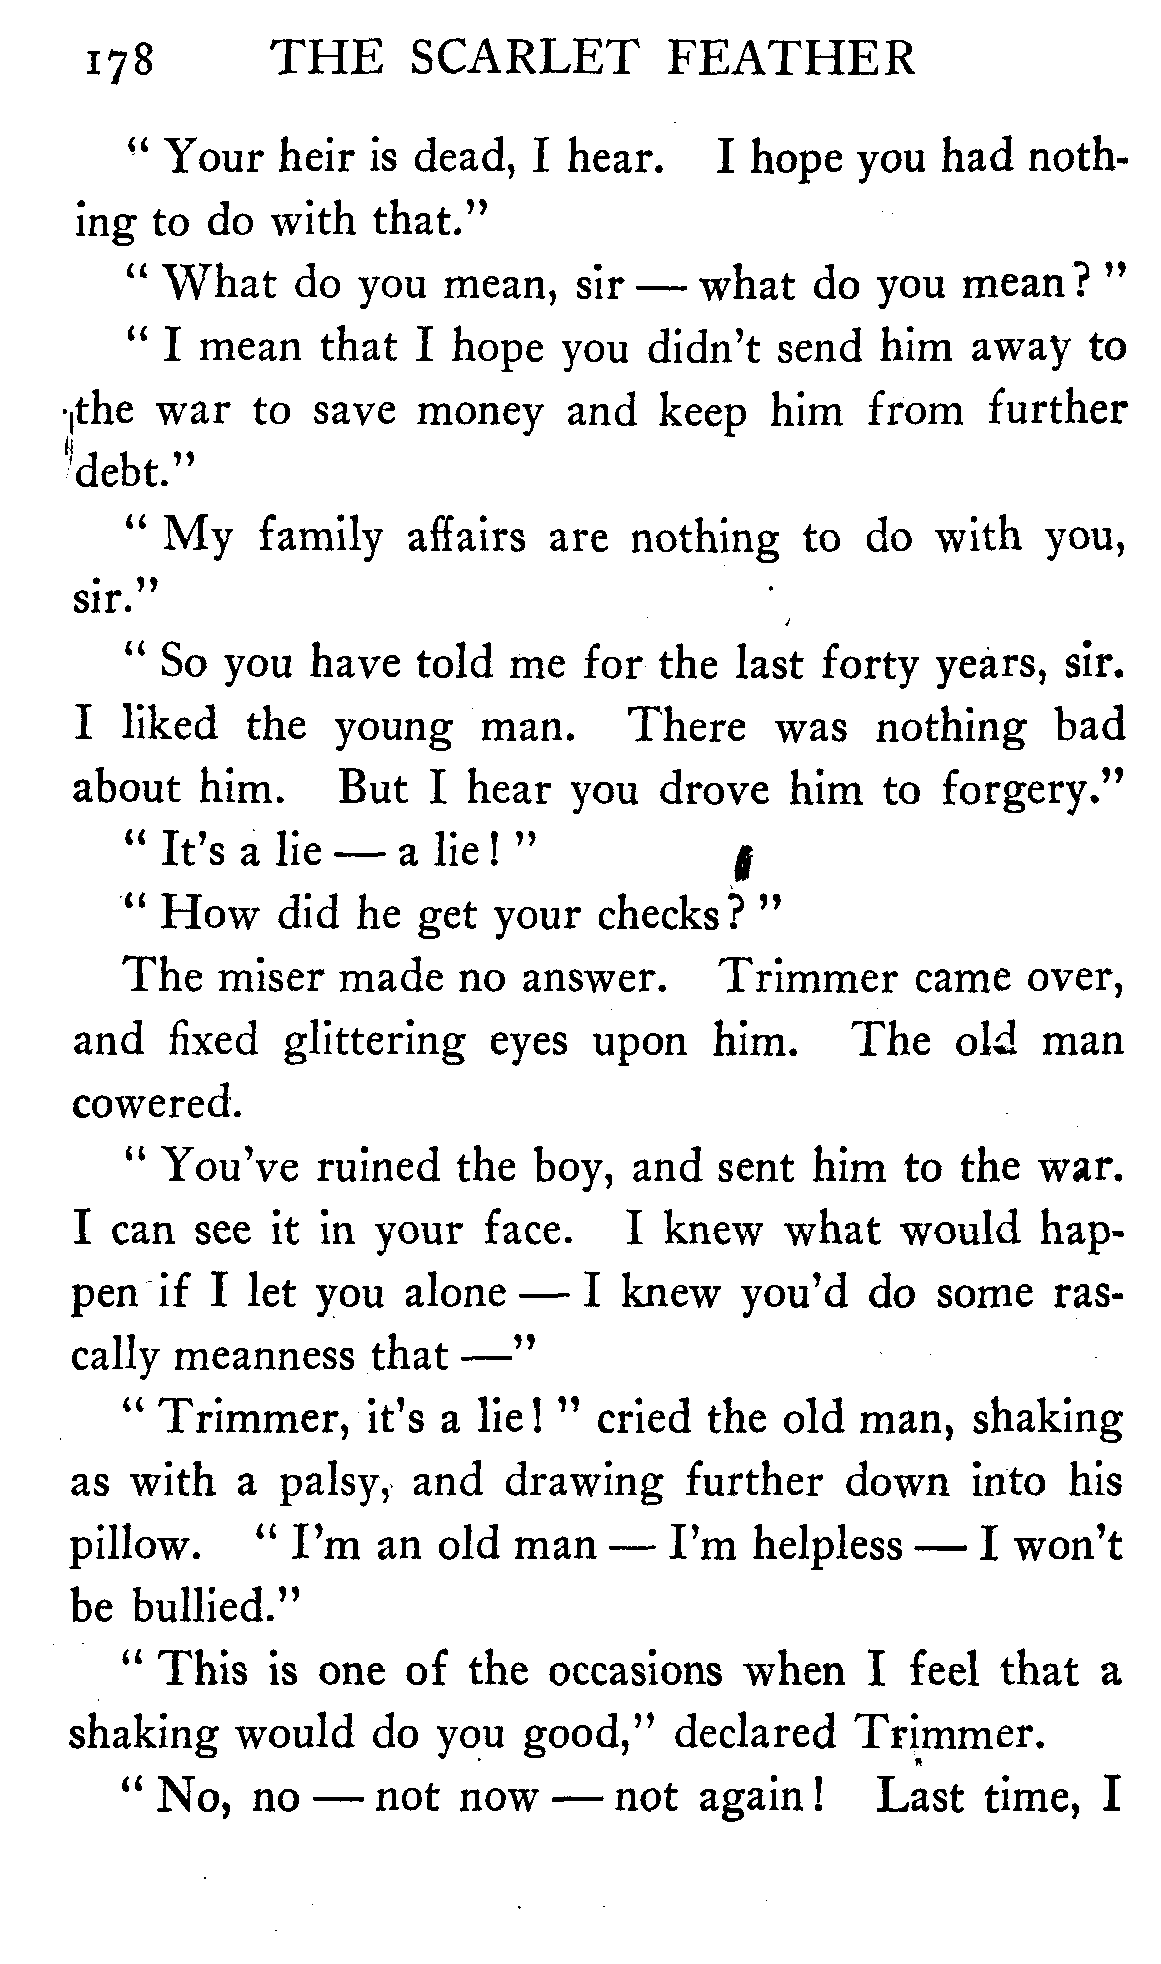 178 THE SCARLET FEATHER
“ Your heir is dead, I hear. I hope you had noth-
ing to do with that.”
“ What do you mean, sir — what do you mean? ”
“ I mean that I hope you didn’t send him away to
the war to save money and keep him from further
debt.”
“ My family affairs are nothing to do with you,
sir.”
“ So you have told me for the last forty years, sir.
I liked the young man. There was nothing bad
about him. But I hear you drove him to forgery.”
“ It’s a lie — a lie! ”
“ How did he get your checks? ”
The miser made no answer. Trimmer came over,
and fixed glittering eyes upon him. The old man
cowered.
“ You’ve ruined the boy, and sent him to the war.
I can see it in your face. I knew what would hap-
pen if I let you alone — I knew you’d do some ras-
cally meanness that —”
“ Trimmer, it’s a lie! ” cried the old man, shaking
as with a palsy, and drawing further down into his
pillow. “ I’m an old man — I’m helpless — I won’t
be bullied.”
“ This is one of the occasions when I feel that a
shaking would do you good,” declared Trimmer.
“ No, no — not now — not again! Last time, I